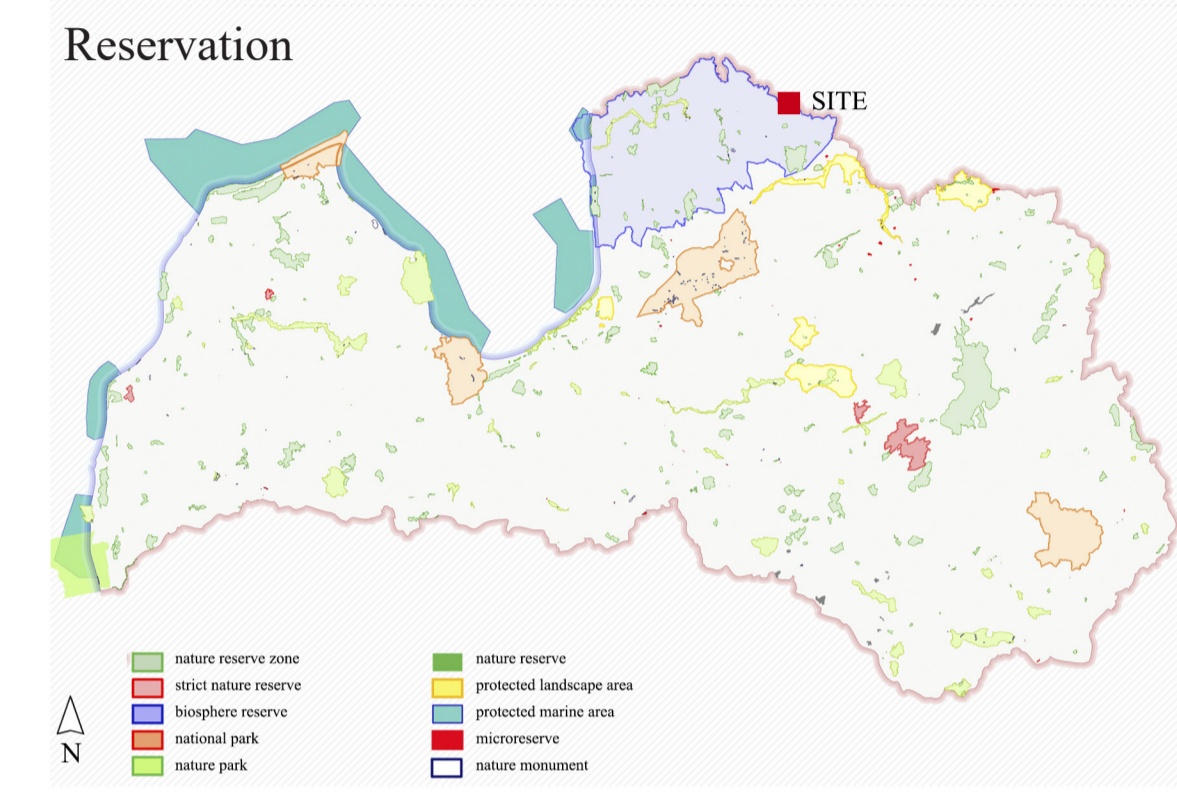 Reservation
SITE
nature reserve zone
strict nature reserve
biosphere reserve
national park
nature park
nature reserve
protected landscape area
protected marine area
microreserve
nature monument
N